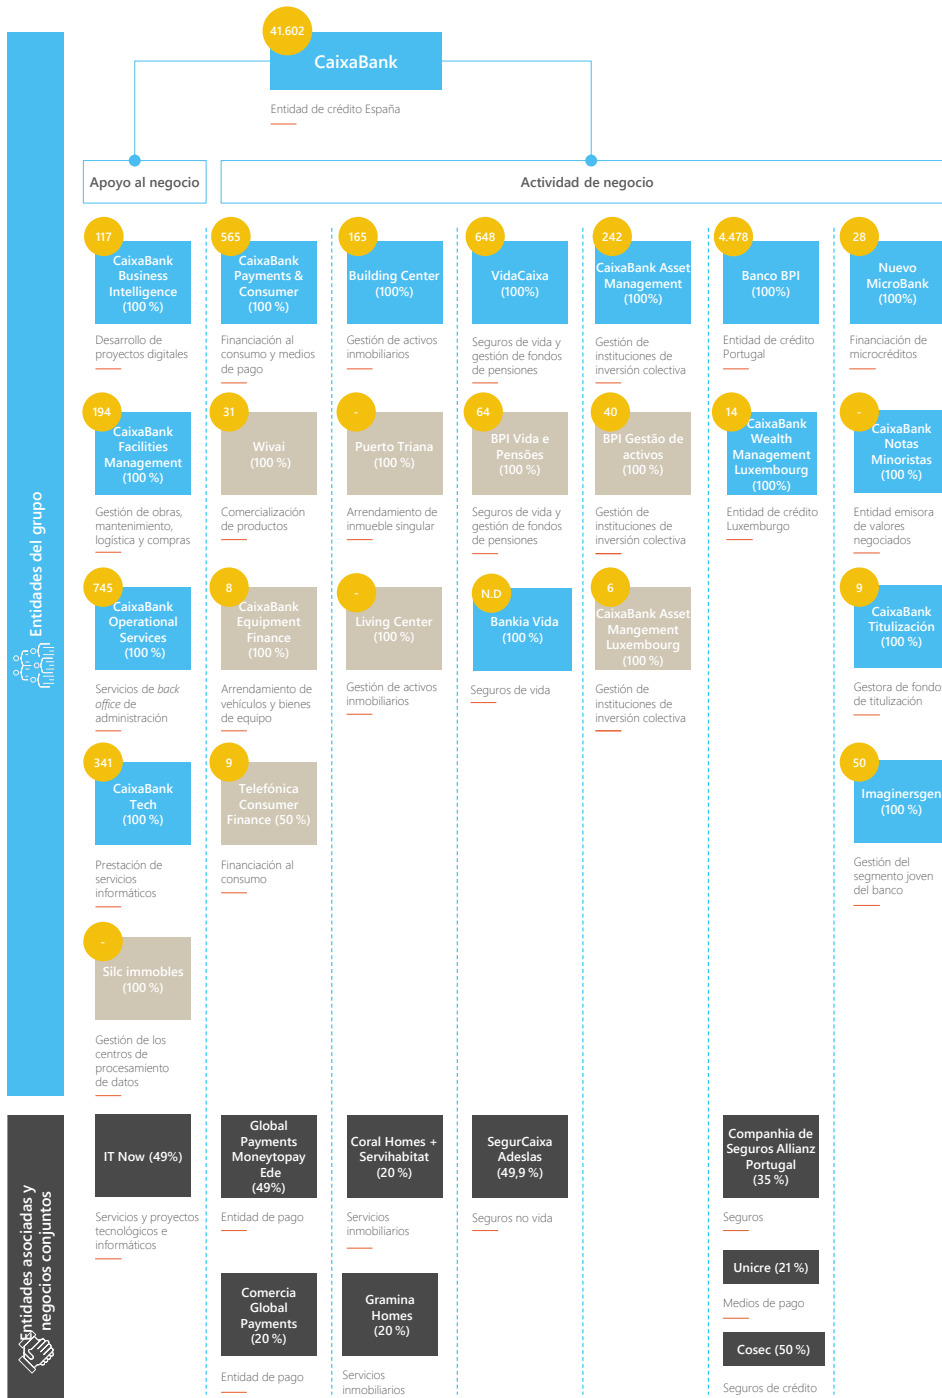 41.602
CaixaBank
Entidad de crédito España
Apoyo al negocio
Actividad de negocio
Entidades del grupo
117
CaixaBank
Business
Intelligence
(100 %)
Desarrollo de
proyectos digitales
565
CaixaBank
Payments &
Consumer
(100 %)
Financiación al
consumo y medios
de pago
165
Building Center
(100%)
Gestión de activos
inmobiliarios
648
VidaCaixa
(100%)
Seguros de vida y
gestión de fondos
de pensiones
242
CaixaBank Asset
Management
(100%)
Gestión de
instituciones de
inversión colectiva
4.478
Banco BPI
(100%)
Entidad de crédito
Portugal
28
Nuevo
MicroBank
(100%)
Financiación de
microcréditos
194
CaixaBank
Facilities
Management
(100 %)
Gestión de obras,
mantenimiento,
logística y compras
31
Wivai
(100 %)
Comercialización
de productos
-
Puerto Triana
(100 %)
Arrendamiento de
inmueble singular
64
BPI Vida e
Pensões
(100 %)
Seguros de vida y
gestión de fondos
de pensiones
40
BPI Gestão de
activos
(100 %)
Gestión de
instituciones de
inversión colectiva
14
CaixaBank
Wealth
Management
Luxembourg
(100%)
Entidad de crédito
Luxemburgo
-
CaixaBank
Notas
Minoristas
(100 %)
Entidad emisora
de valores
negociados
745
CaixaBank
Operational
Services
(100 %)
Servicios de back
office de
administración
8
CaixaBank
Equipment
Finance
(100 %)
Arrendamiento de
vehículos y bienes
de equipo
-
Living Center
(100 %)
Gestión de activos
inmobiliarios
N.D
Bankia Vida
(100 %)
Seguros de vida
6
CaixaBank Asset
Mangement
Luxembourg
(100 %)
Gestión de
instituciones de
inversión colectiva
9
CaixaBank
Titulización
(100 %)
Gestora de fondo
de titulización
341
CaixaBank
Tech
(100 %)
Prestación de
servicios
informáticos
9
Telefónica
Consumer
Finance (50 %)
Financiación al
consumo
50
Imaginersgen
(100 %)
Gestión del
segmento joven
del banco
-
Silc immobles
(100 %)
Gestión de los
centros de
procesamiento
de datos
Entidades asociadas y
negocios conjuntos
IT Now (49%)
Servicios y proyectos
tecnológicos e
informáticos
Global
Payments
Moneytopay
Ede
(49%)
Entidad de pago
Coral Homes +
Servihabitat
(20 %)
Servicios
inmobiliarios
SegurCaixa
Adeslas
(49,9 %)
Seguros no vida
Companhia de
Seguros Allianz
Portugal
(35 %)
Seguros
Unicre (21 %)
Medios de pago
Comercia
Global
Payments
(20 %)
Entidad de pago
Gramina
Homes
(20 %)
Servicios
inmobiliarios
Cosec (50 %)
Seguros de crédito